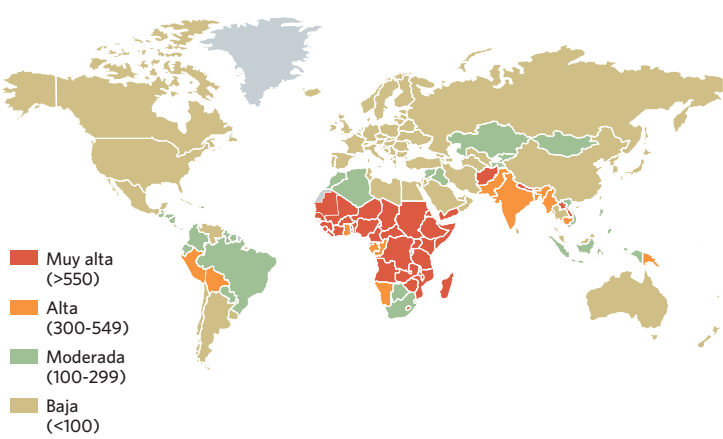 Muy alta
(>550)
Alta
(300-549)
Moderada
(100-299)
Baja
(<100)